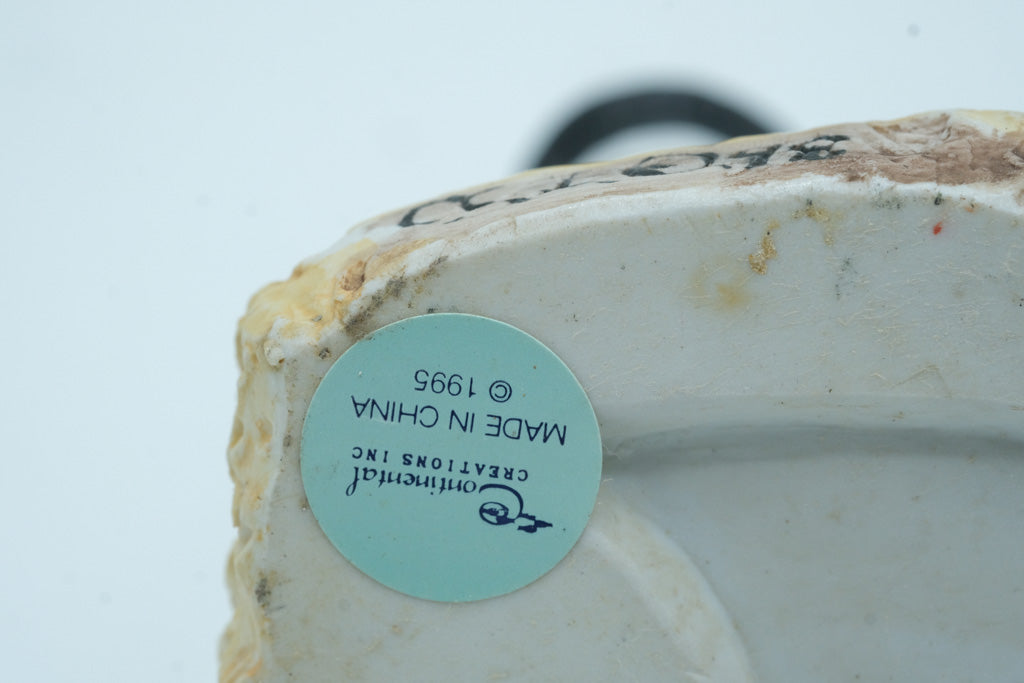 Continental
CREATIONS INC
MADE IN CHINA
© 1995